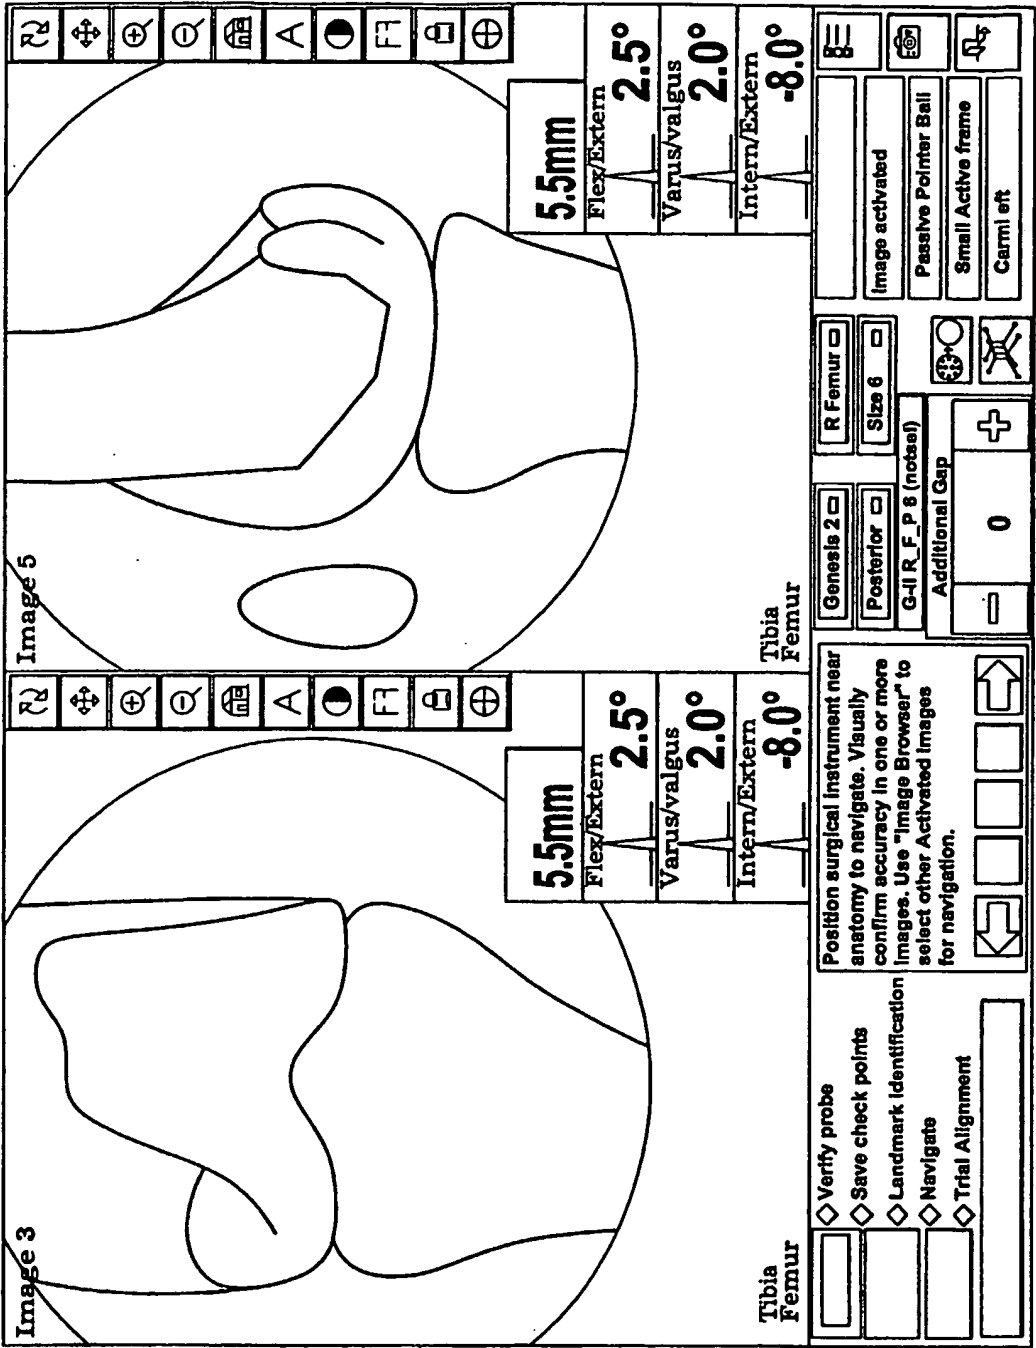 Image 3
A
Tibia
Femur
5.5mm
Flex/Extern
2.5°
Varus/valgus
2.0°
Intern/Extern
-8.0°
Image 5
A
Tibia
Femur
5.5mm
Flex/Extern
2.5°
Varus/valgus
2.0°
Intern/Extern
-8.0°
Verify probe
Save check points
Landmark identification
Navigate
Trial Alignment
Position surgical instrument near
anatomy to navigate. Visually
confirm accuracy in one or more
Images. Use "Image Browser" to
select other Activated Images
for navigation.
Genesis 2
R Femur
Posterior
Size 6
G-II R_F_P 6 (notsel)
Additional Gap
0
Image activated
Passive Pointer Ball
Small Active frame